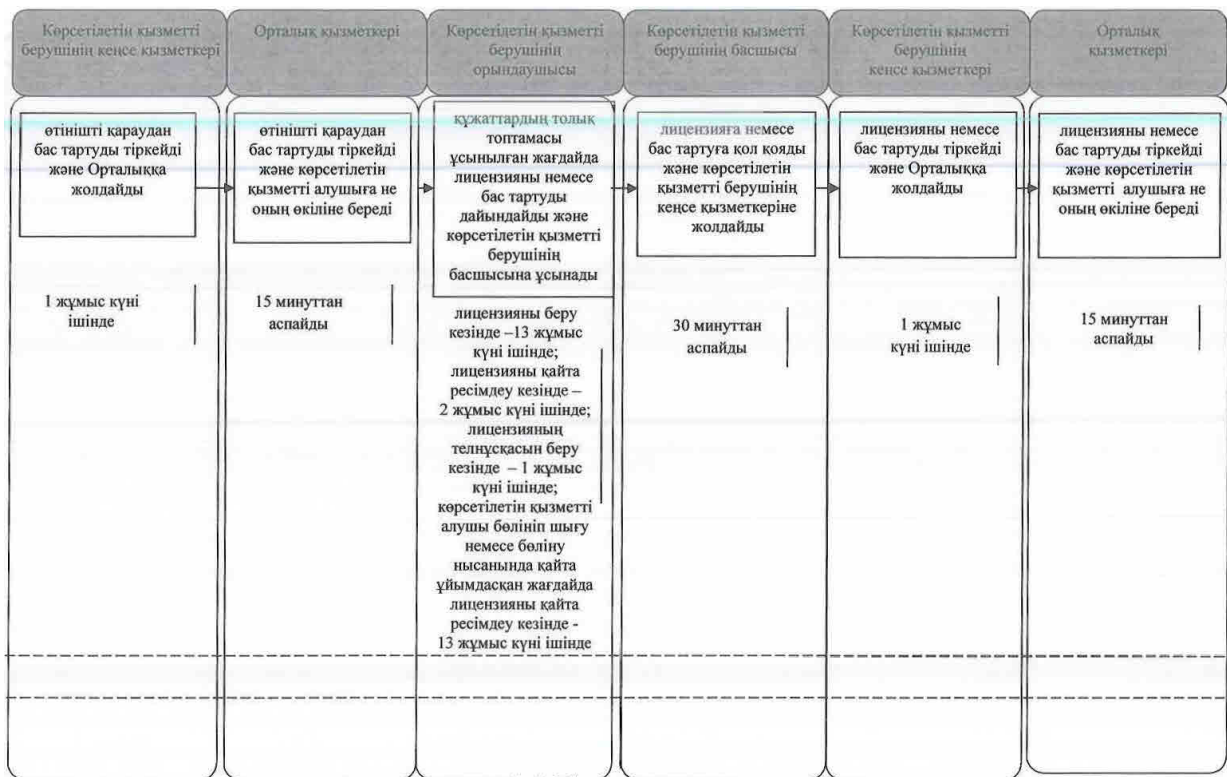 Көрсетілетін қызметті
берушінің кеңсе қызметкері
Орталық қызметкері
Көрсетілетін қызметті
берушінің
орындаушысы
Көрсетілетін қызметті
берушінің басшысы
Көрсетілетін қызметті
берушінің
кеңсе қызметкері
Орталық
қызметкері
өтінішті қараудан
бас тартуды тіркейді
және Орталыққа
жолдайды
1 жұмыс күні
ішінде
өтінішті қараудан
бас тартуды тіркейді
және көрсетілетін
қызметті алушыға не
оның өкіліне береді
15 минуттан
аспайды
құжаттардың толық
топтамасы
ұсынылған жағдайда
лицензияны немесе
бас тартуды
дайындайды және
көрсетілетін қызметті
берушінің
басшысына ұсынады
лицензияны беру
кезінде –13 жұмыс
күні ішінде;
лицензияны қайта
ресімдеу кезінде –
2 жұмыс күні ішінде;
лицензияның
телнұсқасын беру
кезінде – 1 жұмыс
күні ішінде;
көрсетілетін қызметті
алушы бөлініп шығу
немесе бөліну
нысанында қайта
ұйымдасқан жағдайда
лицензияны қайта
ресімдеу кезінде -
13 жұмыс күні ішінде
лицензияға немесе
бас тартуға қол қояды
және көрсетілетін
қызметті берушінің
кеңсе қызметкеріне
жолдайды
30 минуттан
аспайды
лицензияны немесе
бас тартуды тіркейді
және Орталыққа
жолдайды
1 жұмыс
күні ішінде
лицензияны немесе
бас тартуды тіркейді
және көрсетілетін
қызметті алушыға не
оның өкіліне береді
15 минуттан
аспайды